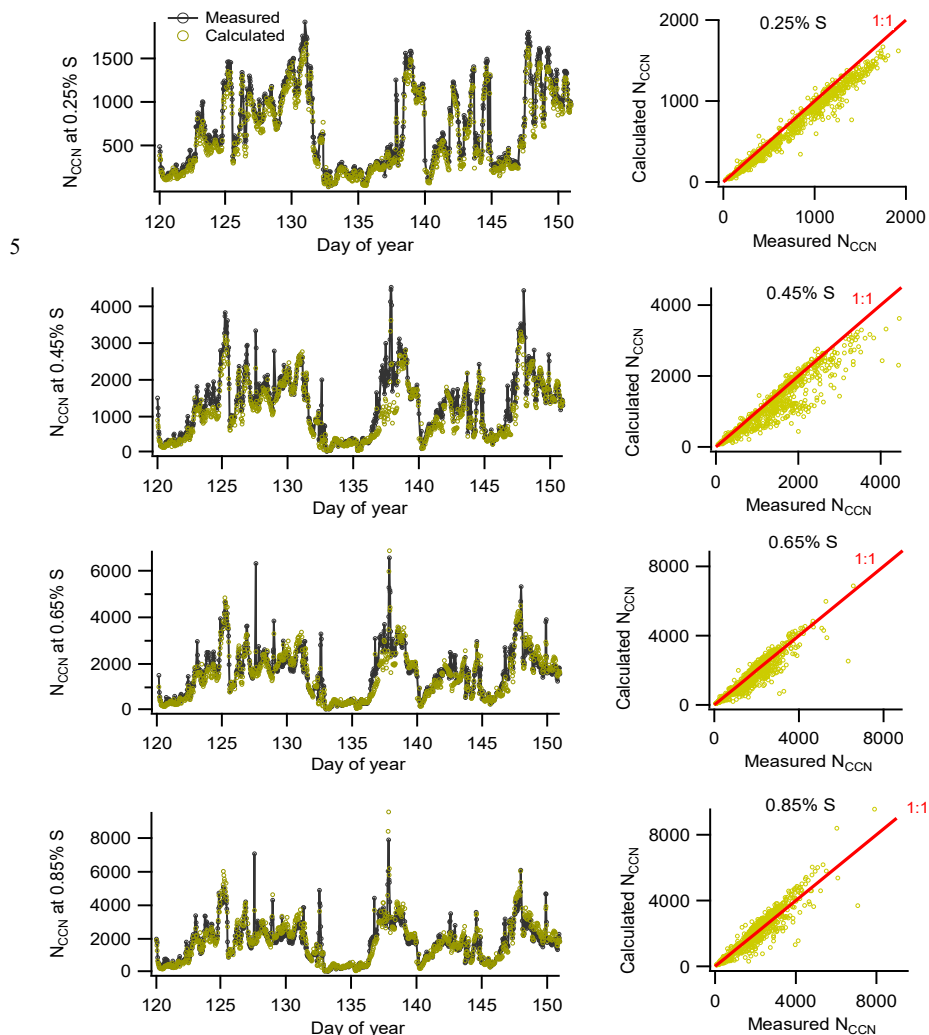 Measured
Calculated
N_CCN at 0.25% S
1500
1000
500
120 125 130 135 140 145 150
Day of year
0.25% S
1:1
Calculated N_CCN
2000
1000
0
0 1000 2000
Measured N_CCN
5
N_CCN at 0.45% S
4000
3000
2000
1000
0
120 125 130 135 140 145 150
Day of year
0.45% S
1:1
Calculated N_CCN
4000
2000
0
0 2000 4000
Measured N_CCN
N_CCN at 0.65% S
6000
4000
2000
0
120 125 130 135 140 145 150
Day of year
0.65% S
1:1
Calculated N_CCN
8000
4000
0
0 4000 8000
Measured N_CCN
N_CCN at 0.85% S
8000
6000
4000
2000
0
120 125 130 135 140 145 150
Day of year
0.85% S
1:1
Calculated N_CCN
8000
4000
0
0 4000 8000
Measured N_CCN